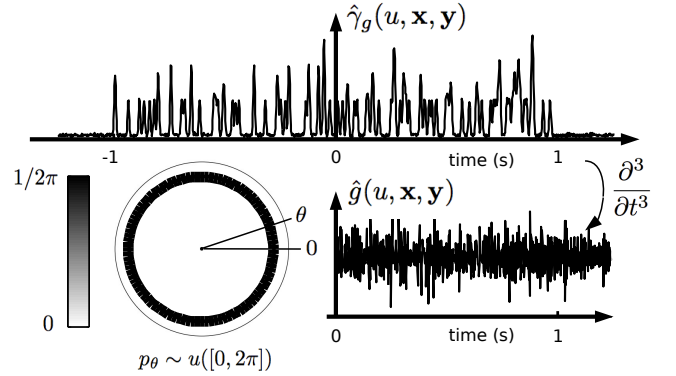 γ̂_g(u, x, y)
-1 0 time (s) 1
1/2π
0
θ
0
p_θ ∼ u([0, 2π])
∂³/∂t³
ĝ(u, x, y)
0 time (s) 1